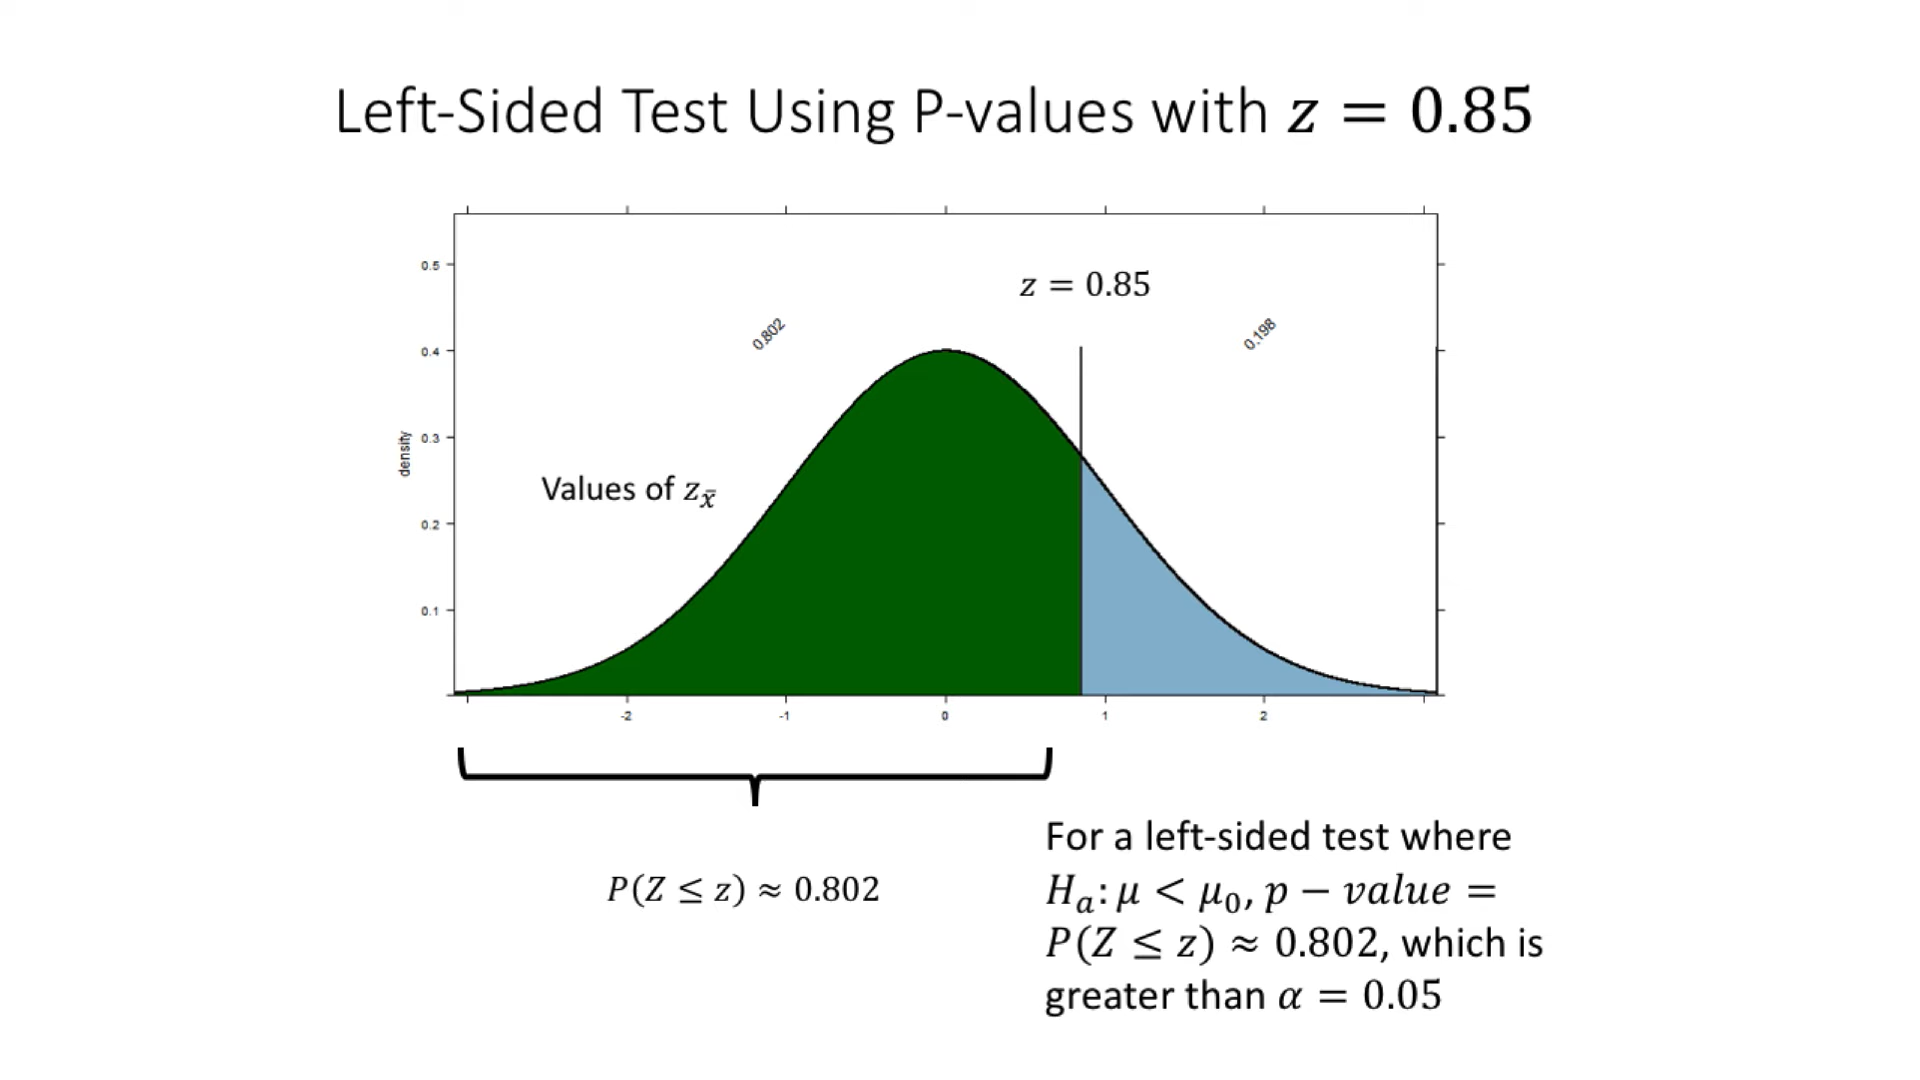 Left-Sided Test Using P-values with z = 0.85
z = 0.85
0.802
0.198
0.5
0.4
0.3
0.2
0.1
density
Values of z_x̄
-2
-1
0
1
2
P(Z ≤ z) ≈ 0.802
For a left-sided test where
Hₐ: μ < μ₀, p − value =
P(Z ≤ z) ≈ 0.802, which is
greater than α = 0.05